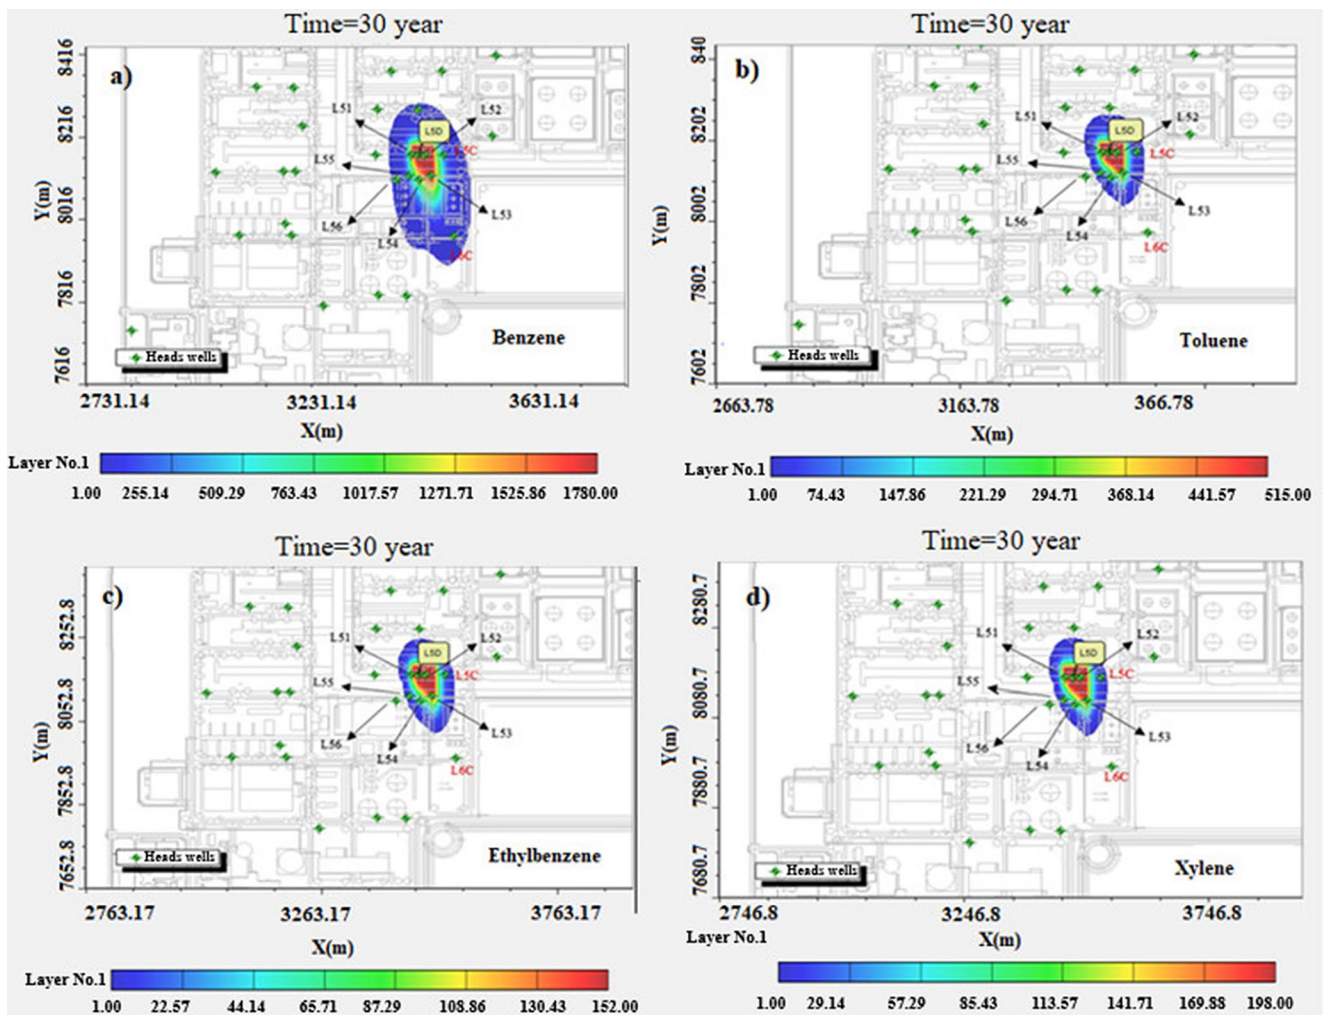 Time=30 year
a)
8416
8216
8016
7816
7616
Y(m)
L51
L52
L5D
L5C
L55
L53
L56
L54
L6C
Benzene
Heads wells
2731.14 3231.14 3631.14
X(m)
Layer No.1
1.00 255.14 509.29 763.43 1017.57 1271.71 1525.86 1780.00
Time=30 year
b)
840
8202
8002
7802
7602
Y(m)
L51
L52
L5D
L5C
L55
L53
L56
L54
L6C
Toluene
Heads wells
2663.78 3163.78 366.78
X(m)
Layer No.1
1.00 74.43 147.86 221.29 294.71 368.14 441.57 515.00
Time=30 year
c)
8252.8
8052.8
7852.8
7652.8
Y(m)
L51
L52
L5D
L5C
L55
L53
L56
L54
L6C
Ethylbenzene
Heads wells
2763.17 3263.17 3763.17
X(m)
Layer No.1
1.00 22.57 44.14 65.71 87.29 108.86 130.43 152.00
Time=30 year
d)
8280.7
8080.7
7880.7
7680.7
Y(m)
L51
L52
L5D
L5C
L55
L53
L56
L54
L6C
Xylene
Heads wells
2746.8 3246.8 3746.8
Layer No.1
X(m)
1.00 29.14 57.29 85.43 113.57 141.71 169.88 198.00